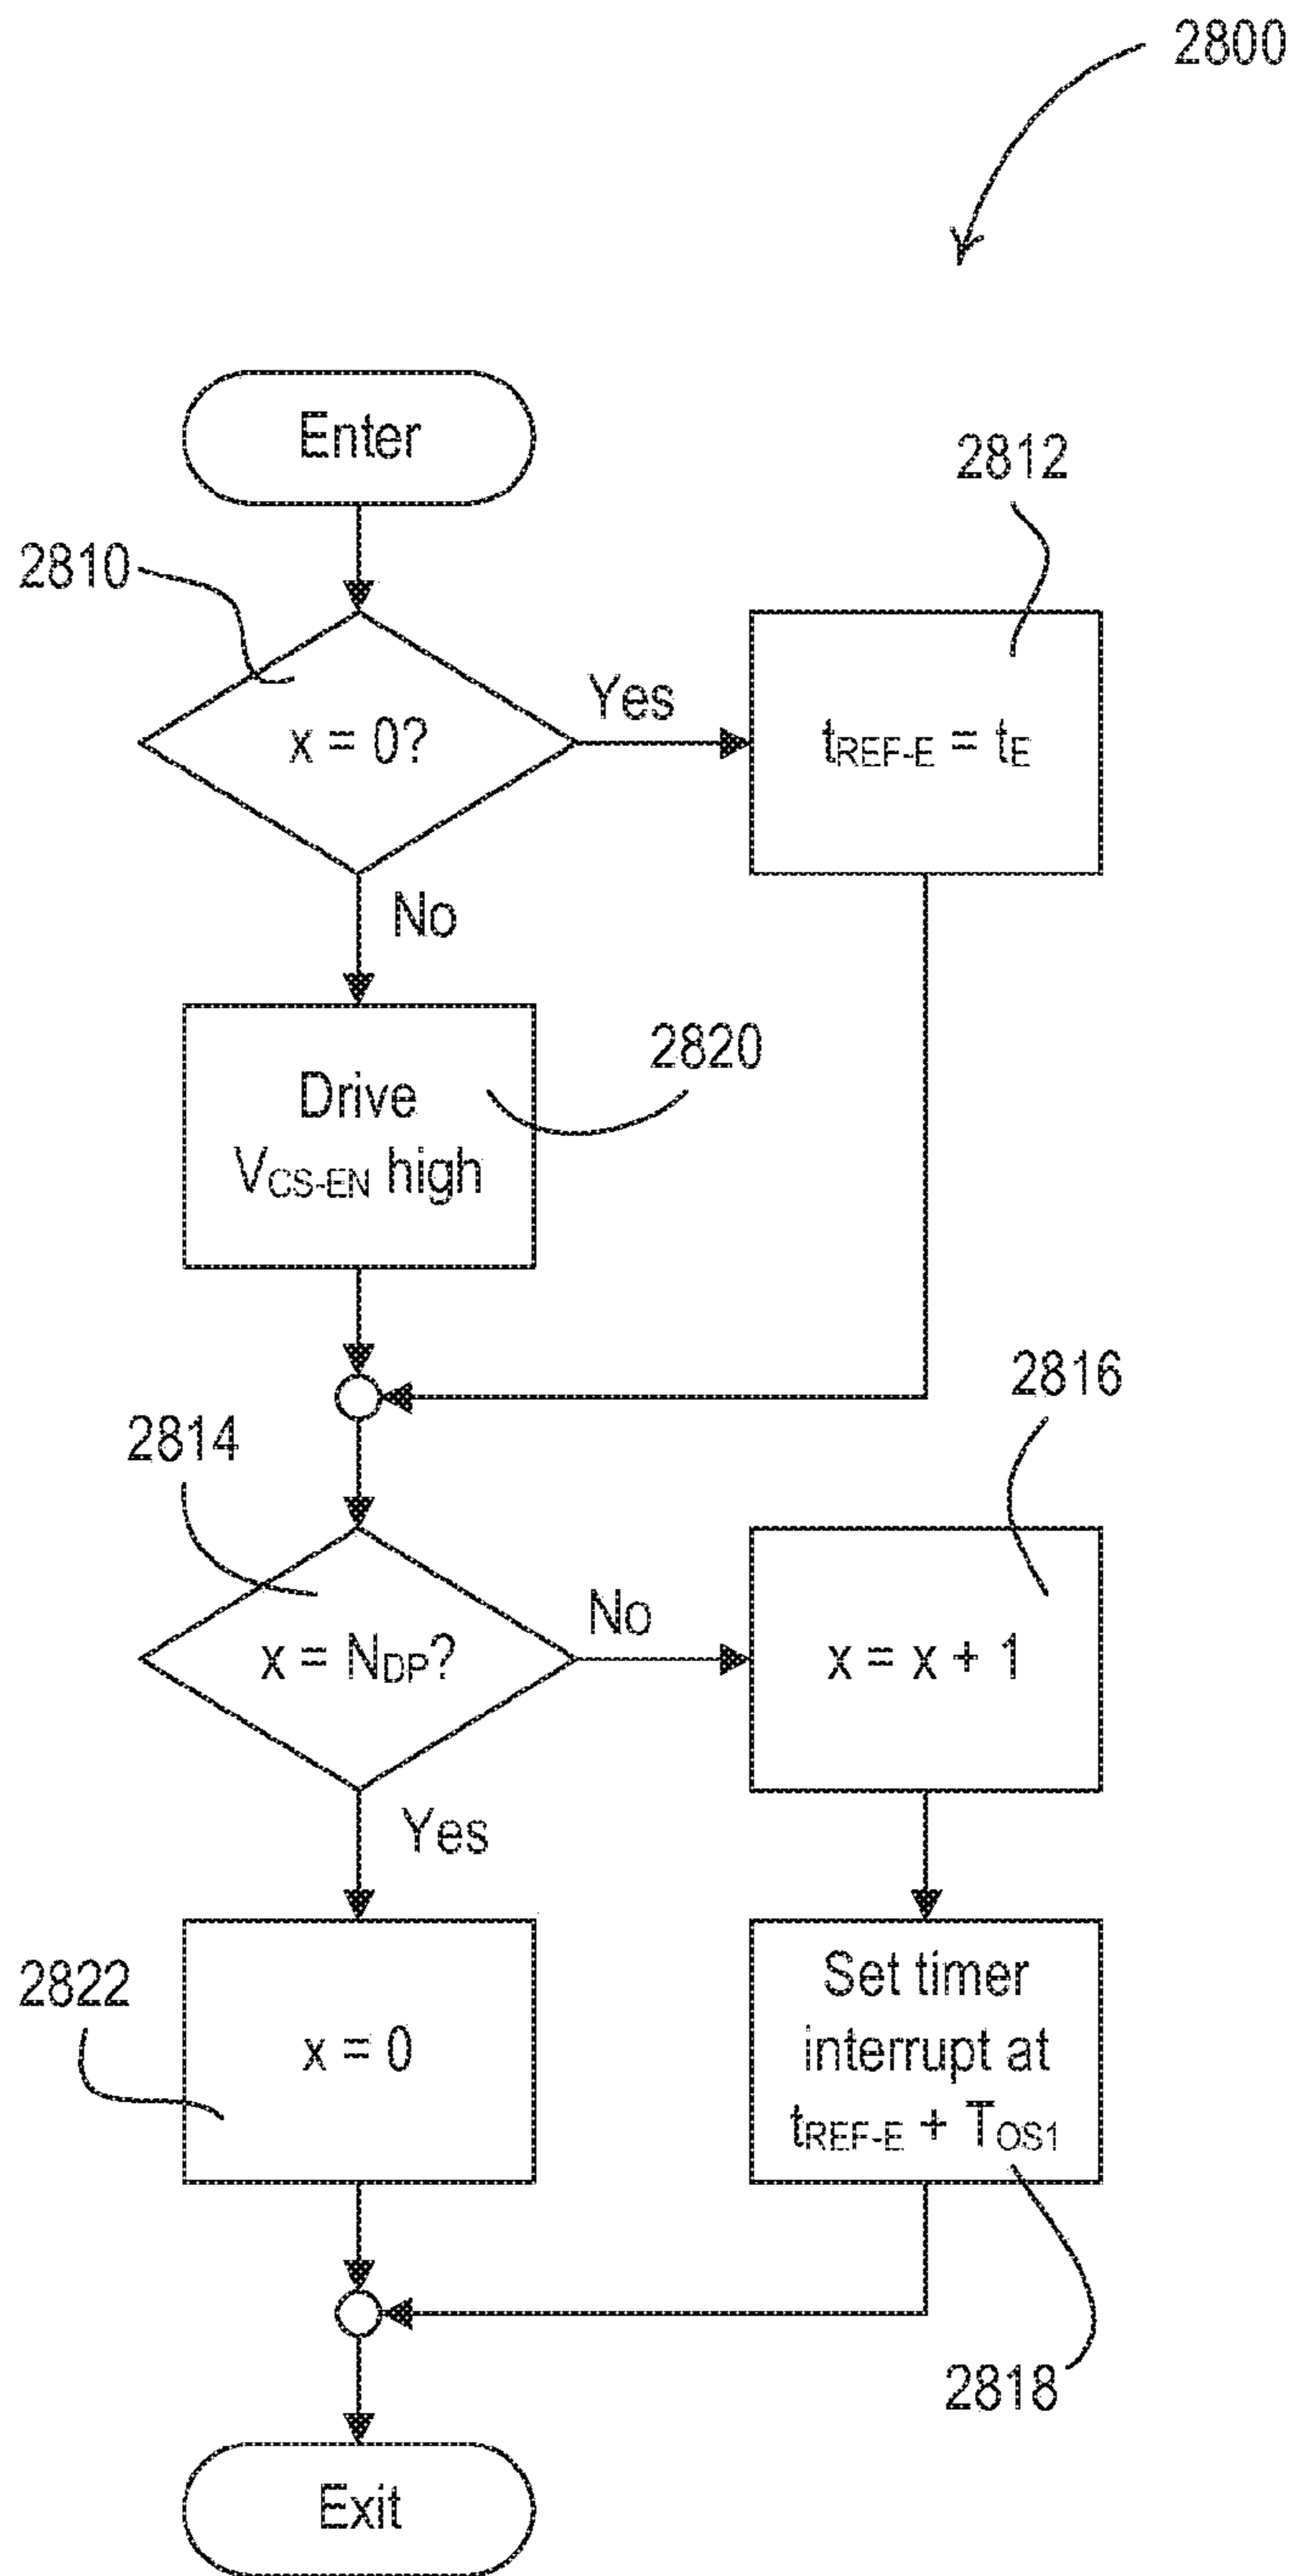 2800
Enter
2812
2810
Yes
x = 0?
tREF-E = tE
No
2820
Drive
VCS-EN high
2816
2814
No
x = NDP?
x = x + 1
Yes
2822
x = 0
Set timer
interrupt at
tREF-E + TOS1
2818
Exit